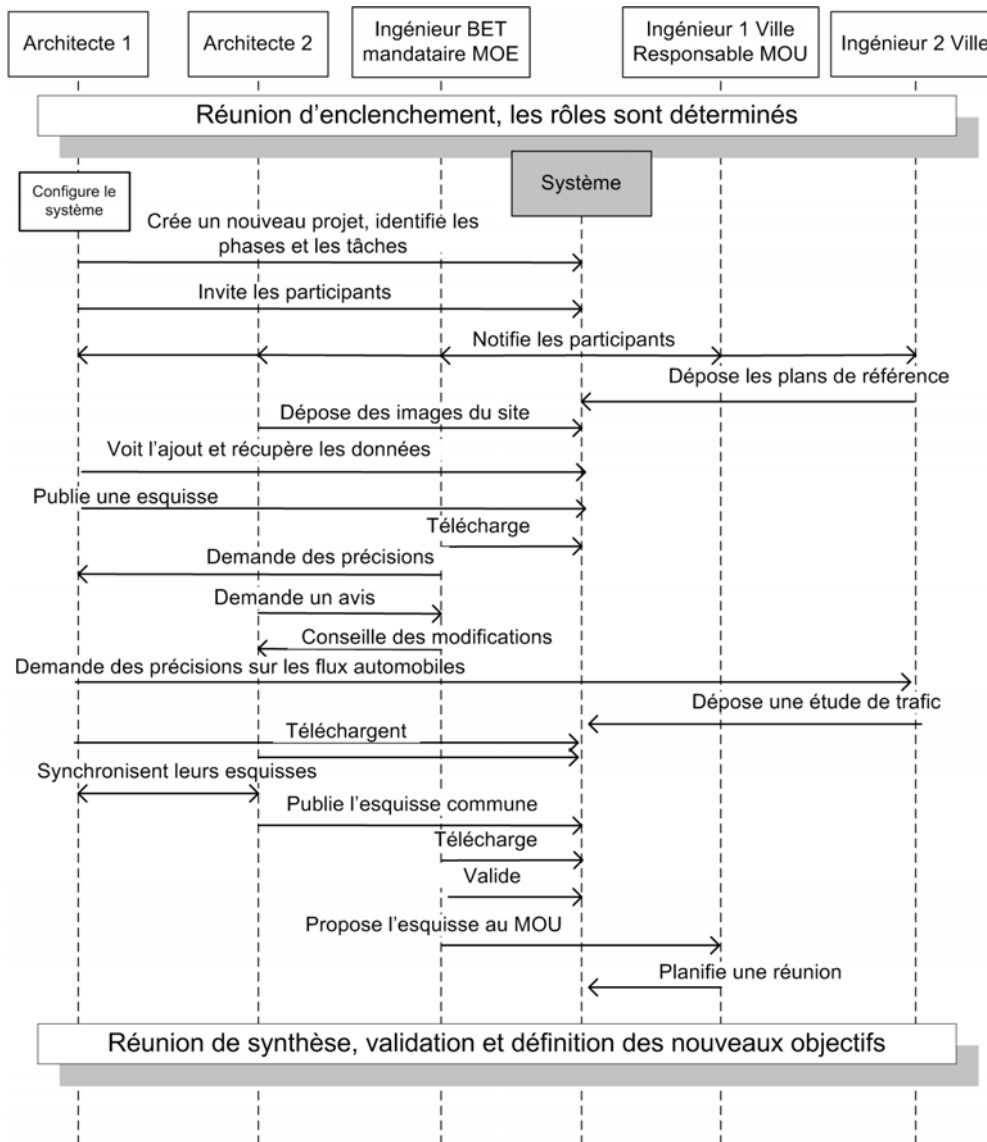 Architecte 1
Architecte 2
Ingénieur BET
mandataire MOE
Ingénieur 1 Ville
Responsable MOU
Ingénieur 2 Ville
Réunion d'enclenchement, les rôles sont déterminés
Configure le
système
Système
Crée un nouveau projet, identifié les
phases et les tâches
Invite les participants
Notifie les participants
Dépose les plans de référence
Dépose des images du site
Voit l'ajout et récupère les données
Publie une esquisse
Télécharge
Demande des précisions
Demande un avis
Conseille des modifications
Demande des précisions sur les flux automobiles
Dépose une étude de trafic
Téléchargent
Synchronisent leurs esquisses
Publie l'esquisse commune
Télécharge
Valide
Propose l'esquisse au MOU
Planifie une réunion
Réunion de synthèse, validation et définition des nouveaux objectifs